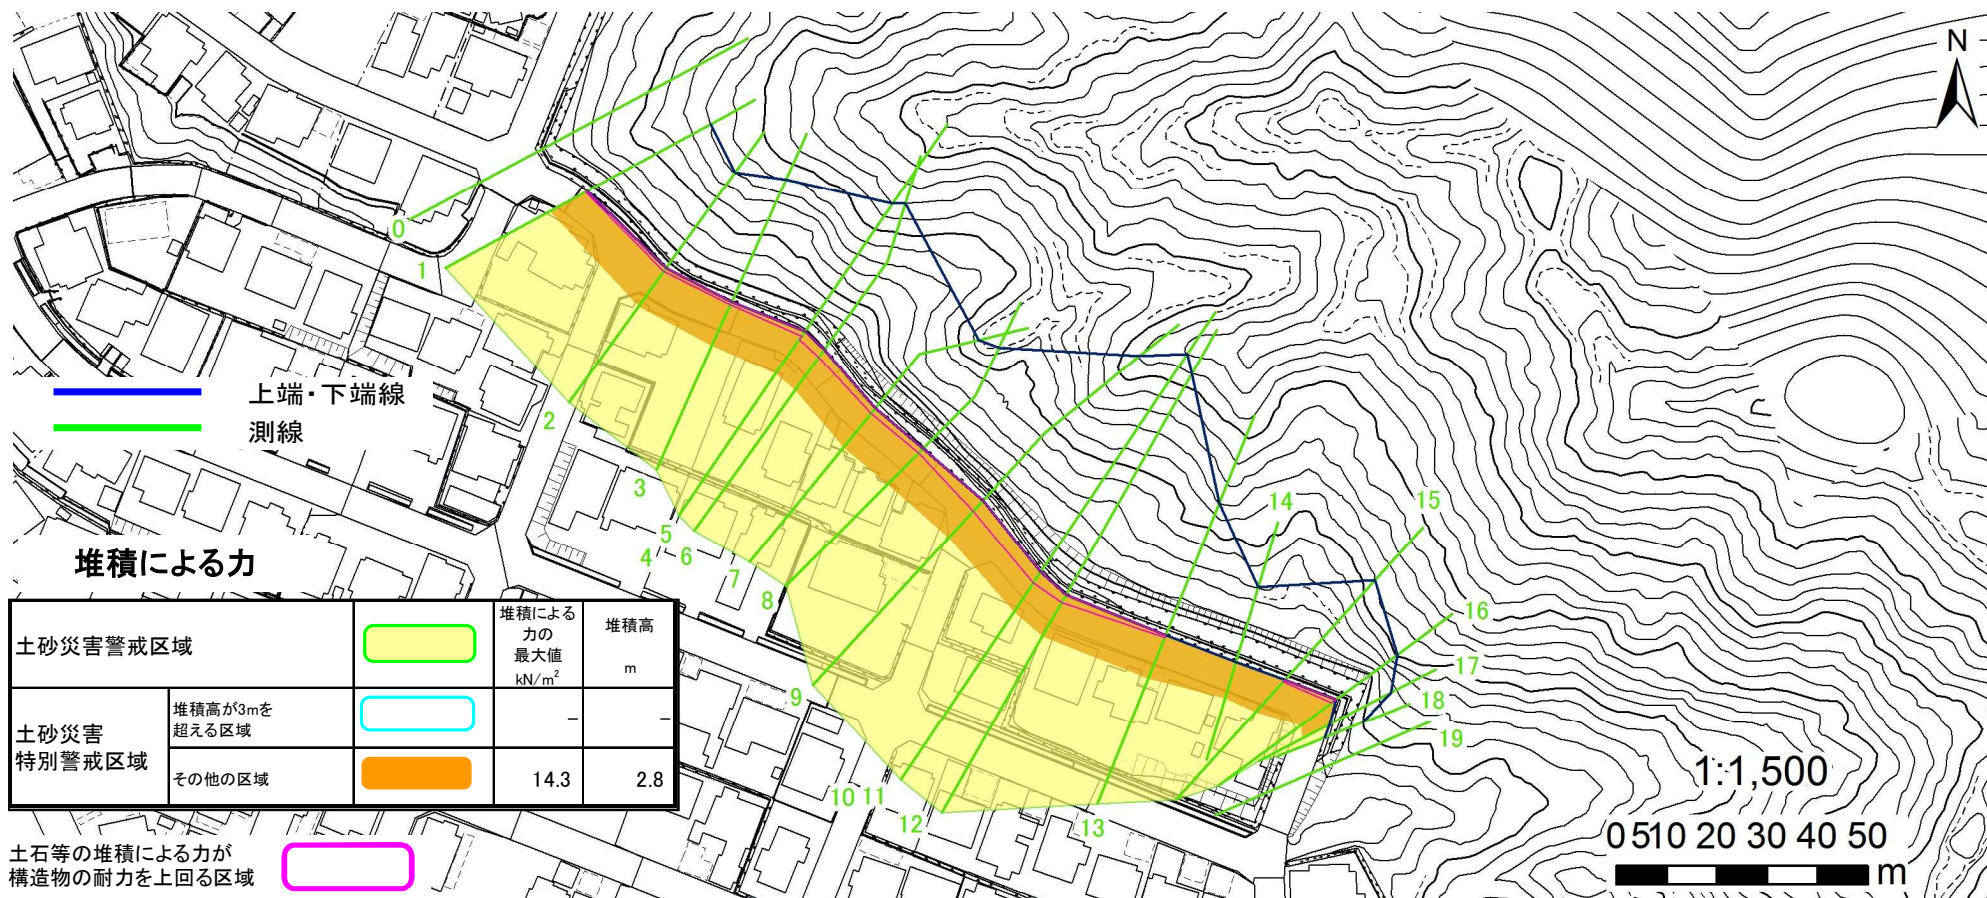 N
0
1
2
3
4
5
6
7
8
9
10
11
12
13
14
15
16
17
18
19
上端・下端線
測線
堆積による力
土砂災害警戒区域
堆積による
力の
最大値
kN/m²
堆積高
m
土砂災害
特別警戒区域
堆積高が3mを
超える区域
–
–
その他の区域
14.3
2.8
土石等の堆積による力が
構造物の耐力を上回る区域
1:1,500
0 5 10 20 30 40 50
m